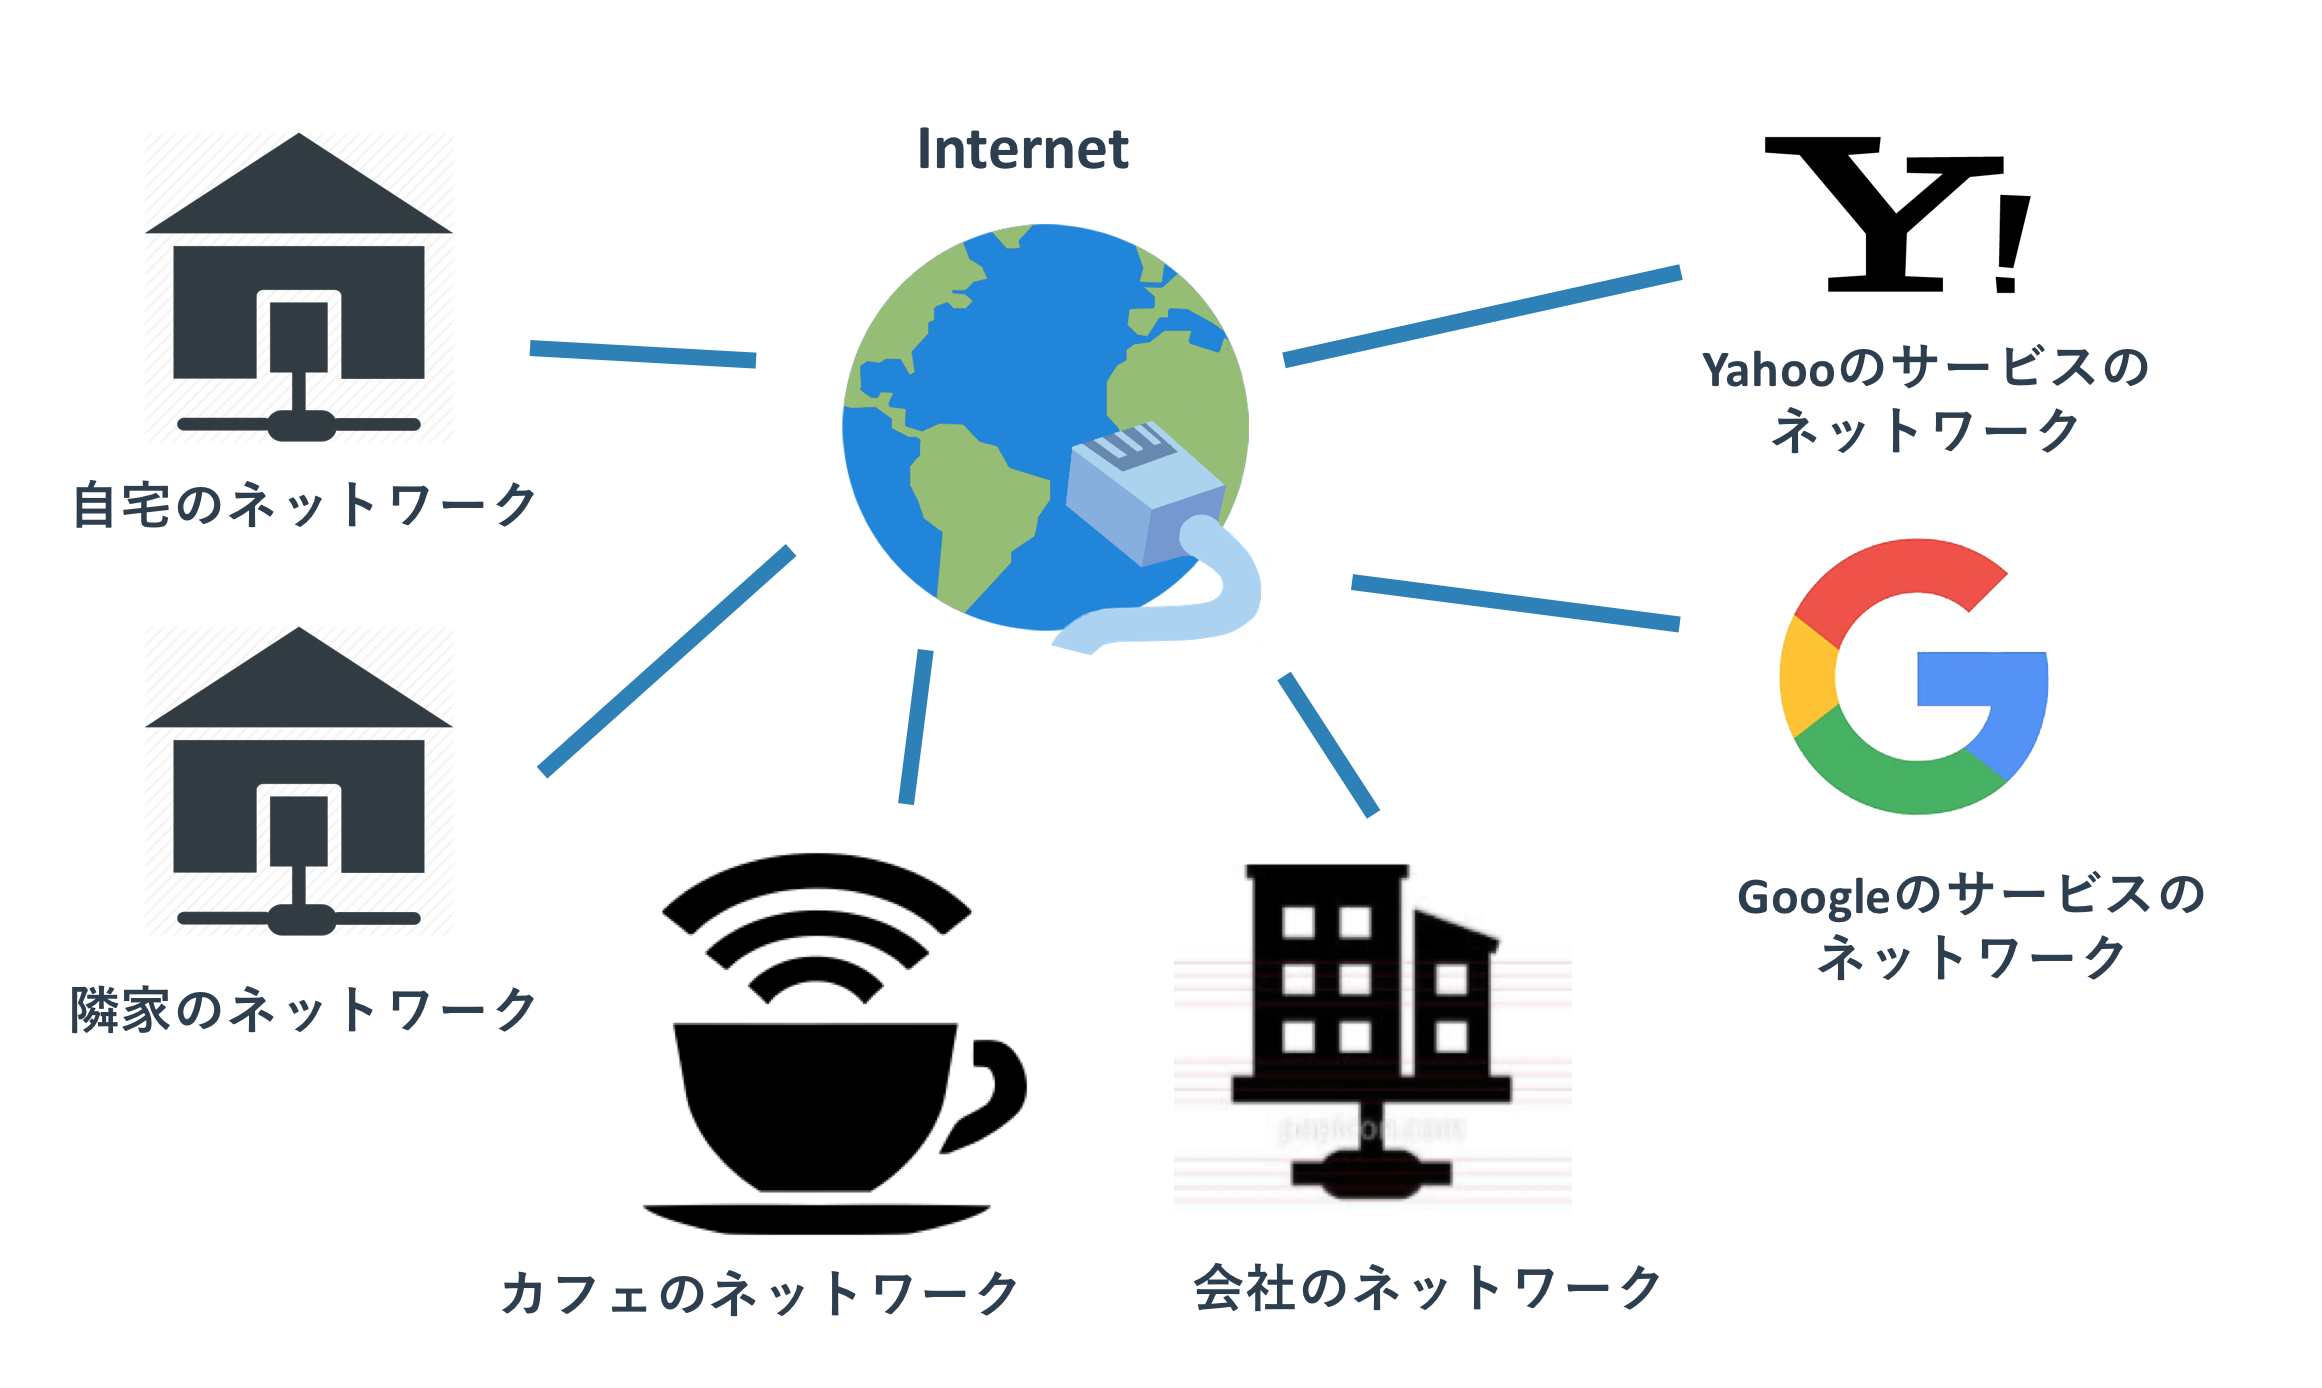 Internet
自宅のネットワーク
Yahooのサービスの
ネットワーク
隣家のネットワーク
Googleのサービスの
ネットワーク
カフェのネットワーク
会社のネットワーク